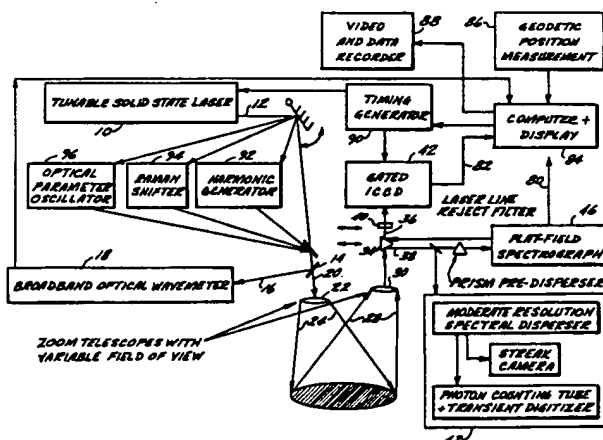 VIDEO
AND DATA
RECORDER
88
86
GEODETIC
POSITION
MEASUREMENT
TUNABLE SOLID STATE LASER
10
12
TIMING
GENERATOR
90
COMPUTER +
DISPLAY
84
96
OPTICAL
PARAMETER
OSCILLATOR
94
RAMAN
SHIFTER
92
HARMONIC
GENERATOR
42
GATED
ICCD
82
LASER LINE
REJECT FILTER
80
40
36
46
FLAT-FIELD
SPECTROGRAPH
34
38
18
BROADBAND OPTICAL WAVEMETER
14
20
16
22
30
PRISM PRE-DISPERSER
24
28
ZOOM TELESCOPES WITH
VARIABLE FIELD OF VIEW
MODERATE RESOLUTION
SPECTRAL DISPERSER
STREAK
CAMERA
PHOTON COUNTING TUBE
+ TRANSIENT DIGITIZER